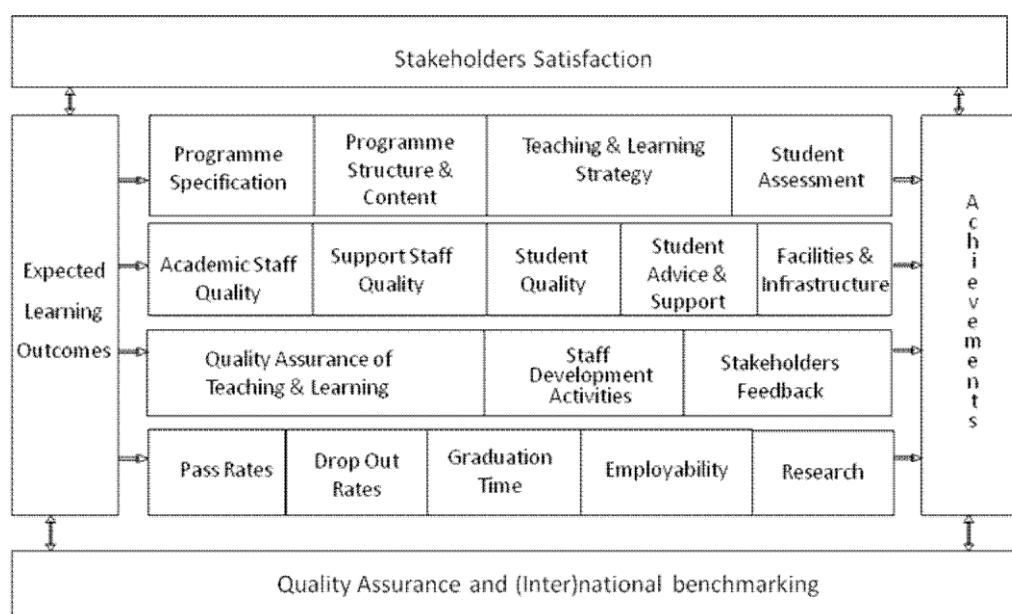 Stakeholders Satisfaction
Expected
Learning
Outcomes
Programme
Specification
Programme
Structure &
Content
Teaching & Learning
Strategy
Student
Assessment
Academic Staff
Quality
Support Staff
Quality
Student
Quality
Student
Advice &
Support
Facilities &
Infrastructure
Quality Assurance of
Teaching & Learning
Staff
Development
Activities
Stakeholders
Feedback
Pass Rates
Drop Out
Rates
Graduation
Time
Employability
Research
Achievements
Quality Assurance and (Inter)national benchmarking